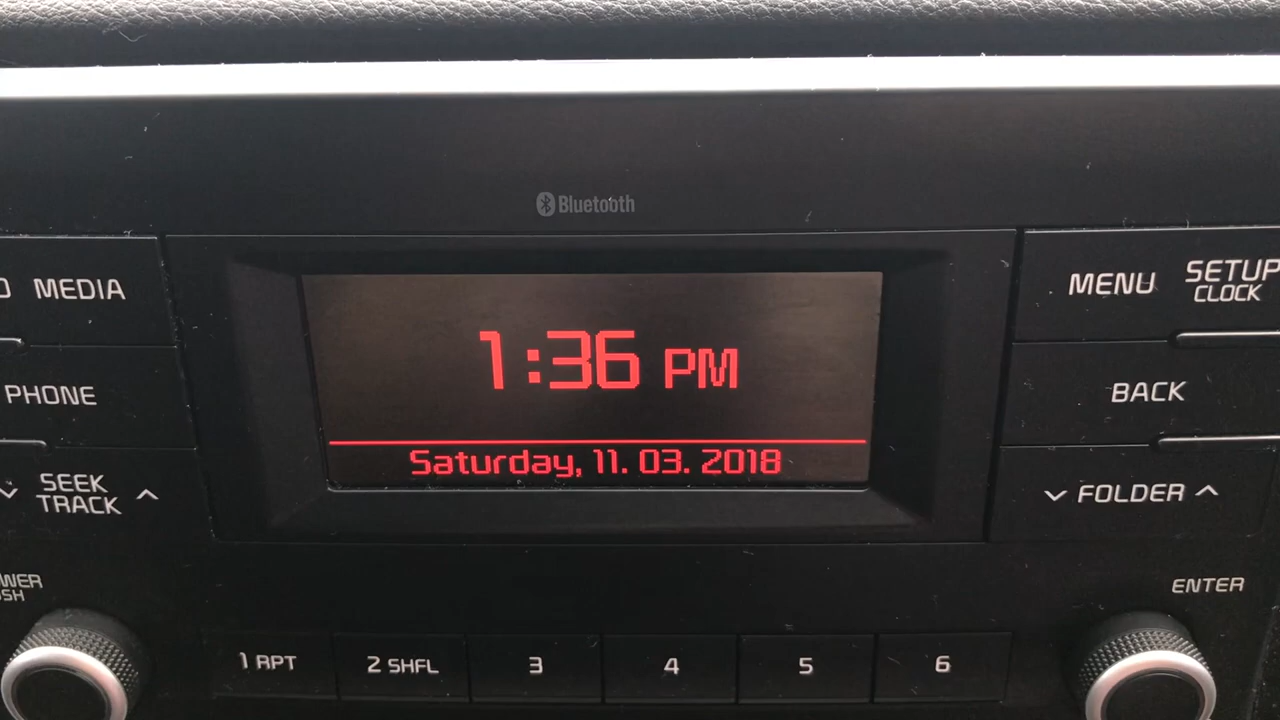 Bluetooth
MEDIA
MENU
SETUP
CLOCK
1:36 PM
PHONE
BACK
Saturday, 11. 03. 2018
SEEK
TRACK
FOLDER
ENTER
1 RPT
2 SHFL
3
4
5
6